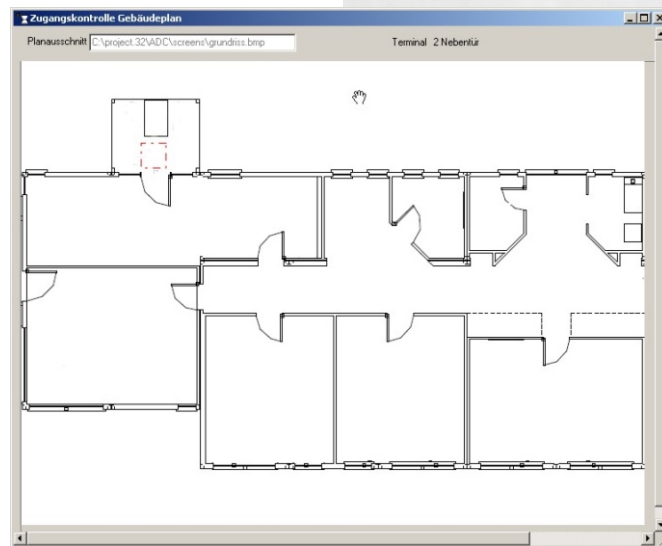 Zugangskontrolle Gebäudeplan
Planausschnitt C:\project.32\ADC\screens\grundriss.bmp Terminal 2 Nebentür